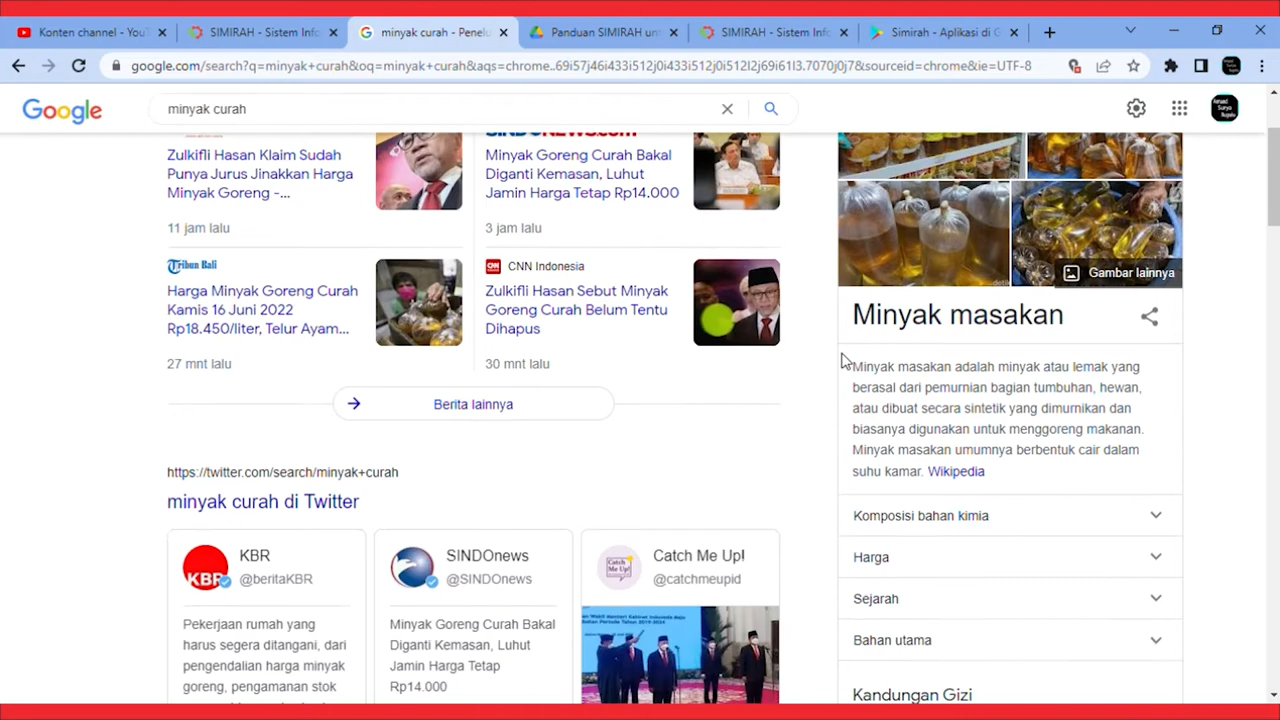 Konten channel - You
SIMIRAH - Sistem Info
minyak curah - Penelu
Panduan SIMIRAH un
SIMIRAH - Sistem Info
Simirah - Aplikasi di G
google.com/search?q=minyak+curah&oq=minyak+curah&aqs=chrome..69i57j46i433i512j0i433i512j0i512l2j69i61l3.7070j0j7&sourceid=chrome&ie=UTF-8
Google
minyak curah
Zulkifli Hasan Klaim Sudah
Punya Jurus Jinakkan Harga
Minyak Goreng -...
11 jam lalu
SINDONEWS.com
Minyak Goreng Curah Bakal
Diganti Kemasan, Luhut
Jamin Harga Tetap Rp14.000
3 jam lalu
Tribun Bali
Harga Minyak Goreng Curah
Kamis 16 Juni 2022
Rp18.450/liter, Telur Ayam...
27 mnt lalu
CNN Indonesia
Zulkifli Hasan Sebut Minyak
Goreng Curah Belum Tentu
Dihapus
30 mnt lalu
Berita lainnya
https://twitter.com/search/minyak+curah
minyak curah di Twitter
KBR
@beritaKBR
Pekerjaan rumah yang
harus segera ditangani, dari
pengendalian harga minyak
goreng, pengamanan stok
SINDOnews
@SINDOnews
Minyak Goreng Curah Bakal
Diganti Kemasan, Luhut
Jamin Harga Tetap
Rp14.000
Catch Me Up!
@catchmeupid
Gambar lainnya
Minyak masakan
Minyak masakan adalah minyak atau lemak yang
berasal dari pemurnian bagian tumbuhan, hewan,
atau dibuat secara sintetik yang dimurnikan dan
biasanya digunakan untuk menggoreng makanan.
Minyak masakan umumnya berbentuk cair dalam
suhu kamar. Wikipedia
Komposisi bahan kimia
Harga
Sejarah
Bahan utama
Kandungan Gizi